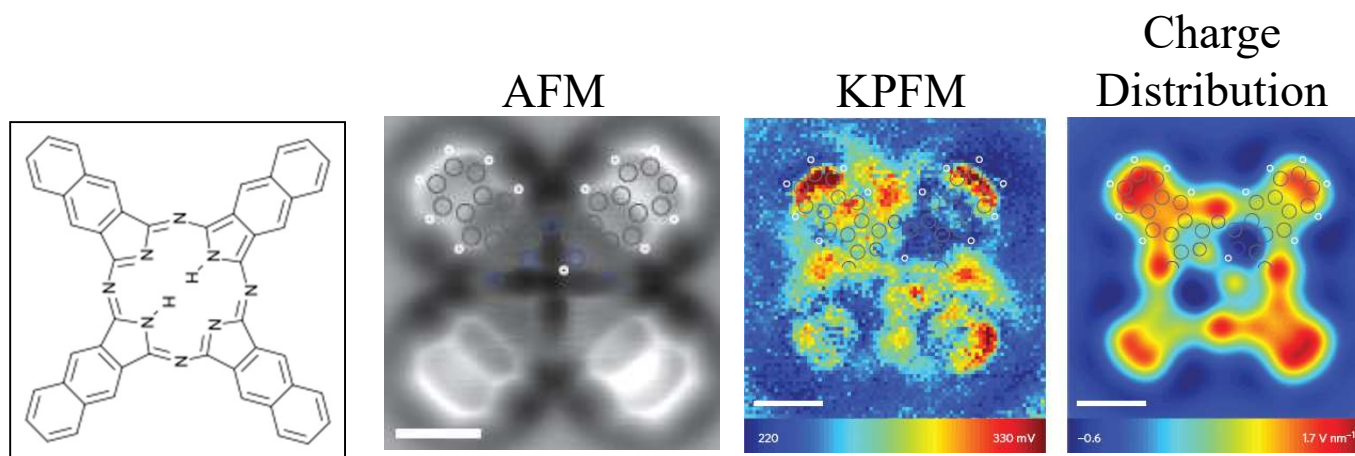 AFM
KPFM
Charge
Distribution
N
N
N
N
H
H
N
N
N
N
220
330 mV
−0.6
1.7 V nm⁻¹